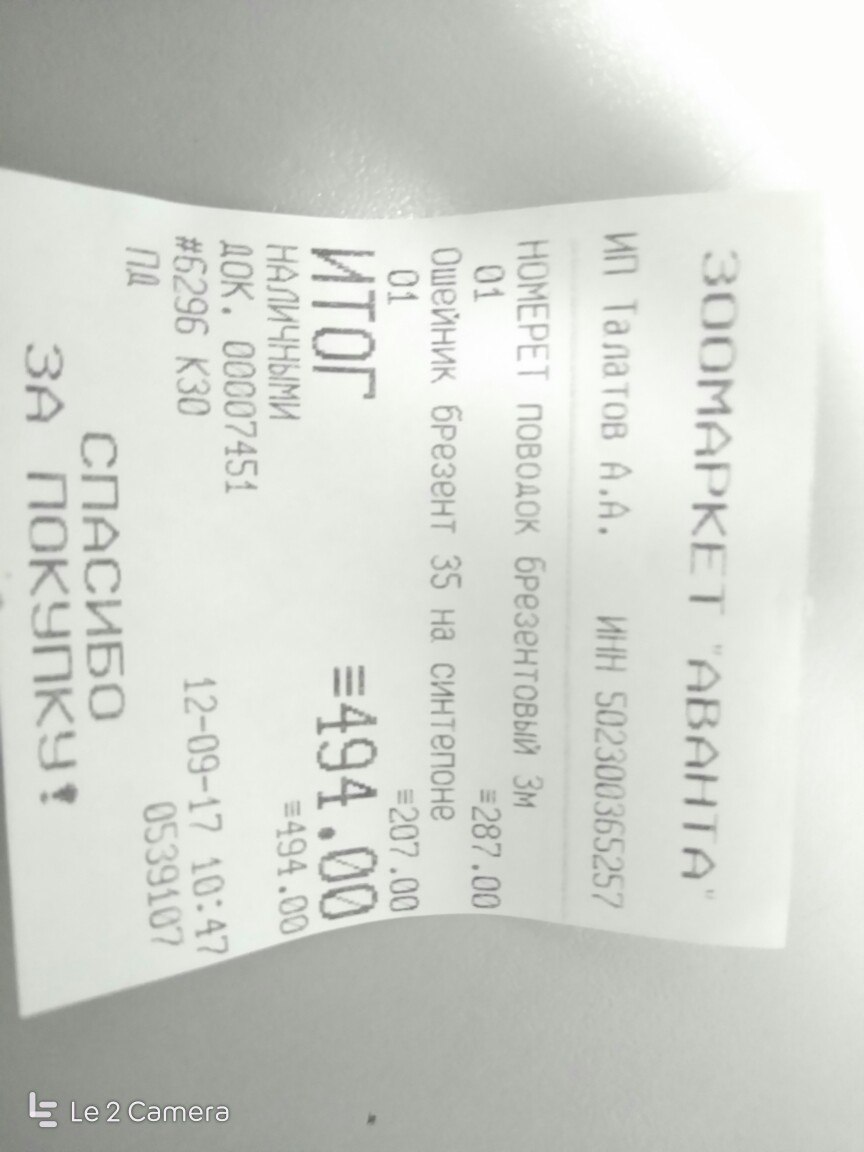 ЗООМАРКЕТ "АВАНТА"
ИП Талатов А.А. ИНН 502300365257
НОМЕРЕТ поводок брезентовый 3м
01 ≡287.00
Ошейник брезент 35 на синтепоне
01 ≡207.00
ИТОГ ≡494.00
НАЛИЧНЫМИ ≡494.00
ДОК. 00007451
#6296 К30 12-09-17 10:47
ПД 0539107
СПАСИБО
ЗА ПОКУПКУ!
Le 2 Camera